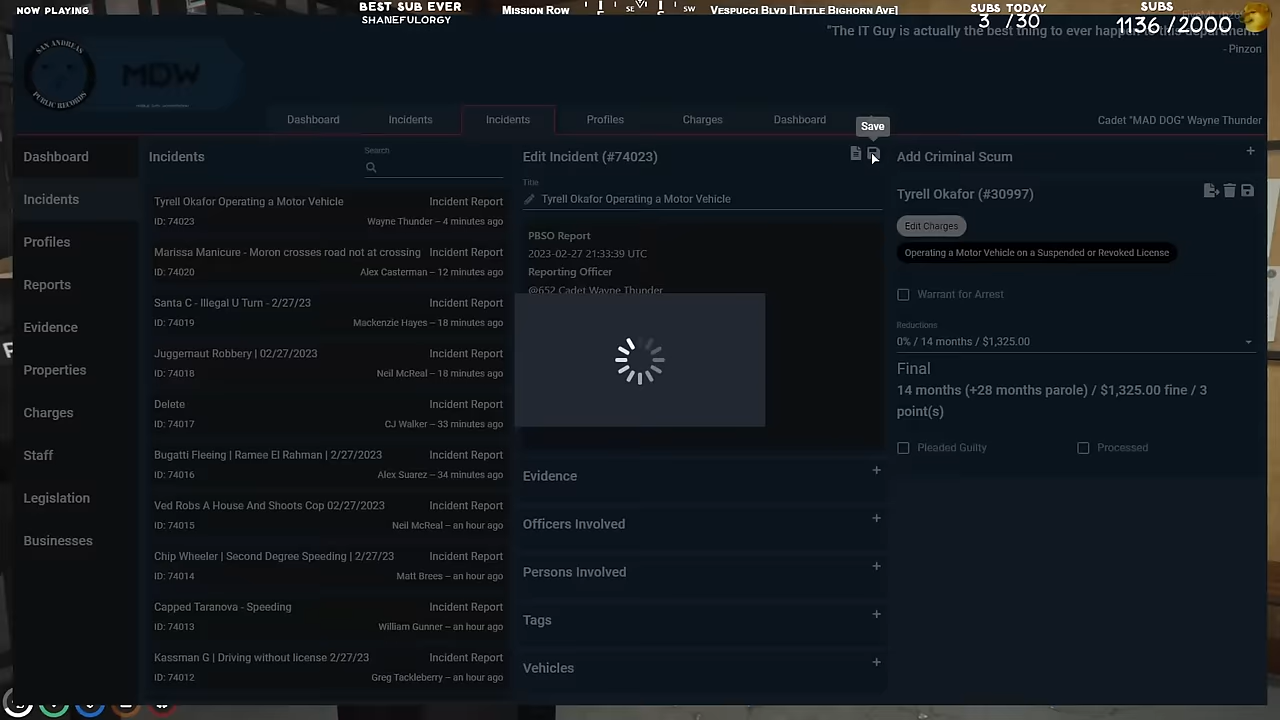 NOW PLAYING
BEST SUB EVER
SHANEFULORGY
Mission Row
SE
SW
Vespucci Blvd [Little Bighorn Ave]
SUBS TODAY
3 /30
SUBS
1136 /2000
"The IT Guy is actually the best thing to ever happen to this department."
- Pinzon
SAN ANDREAS
PUBLIC RECORDS
MDW
Dashboard
Incidents
Incidents
Profiles
Charges
Dashboard
Save
Cadet "MAD DOG" Wayne Thunder
Dashboard
Incidents
Profiles
Reports
Evidence
Properties
Charges
Staff
Legislation
Businesses
Incidents
Search
Tyrell Okafor Operating a Motor Vehicle Incident Report
ID: 74023 Wayne Thunder – 4 minutes ago
Marissa Manicure - Moron crosses road not at crossing Incident Report
ID: 74020 Alex Casterman – 12 minutes ago
Santa C - Illegal U Turn - 2/27/23 Incident Report
ID: 74019 Mackenzie Hayes – 18 minutes ago
Juggernaut Robbery | 02/27/2023 Incident Report
ID: 74018 Neil McReal – 18 minutes ago
Delete Incident Report
ID: 74017 CJ Walker – 33 minutes ago
Bugatti Fleeing | Ramee El Rahman | 2/27/2023 Incident Report
ID: 74016 Alex Suarez – 34 minutes ago
Ved Robs A House And Shoots Cop 02/27/2023 Incident Report
ID: 74015 Neil McReal – an hour ago
Chip Wheeler | Second Degree Speeding | 2/27/23 Incident Report
ID: 74014 Matt Brees – an hour ago
Capped Taranova - Speeding Incident Report
ID: 74013 William Gunner – an hour ago
Kassman G | Driving without license 2/27/23 Incident Report
ID: 74012 Greg Tackleberry – an hour ago
Edit Incident (#74023)
Title
Tyrell Okafor Operating a Motor Vehicle
PBSO Report
2023-02-27 21:33:39 UTC
Reporting Officer
@652 Cadet Wayne Thunder
Evidence
Officers Involved
Persons Involved
Tags
Vehicles
Add Criminal Scum
Tyrell Okafor (#30997)
Edit Charges
Operating a Motor Vehicle on a Suspended or Revoked License
Warrant for Arrest
Reductions
0% / 14 months / $1,325.00
Final
14 months (+28 months parole) / $1,325.00 fine / 3
point(s)
Pleaded Guilty
Processed